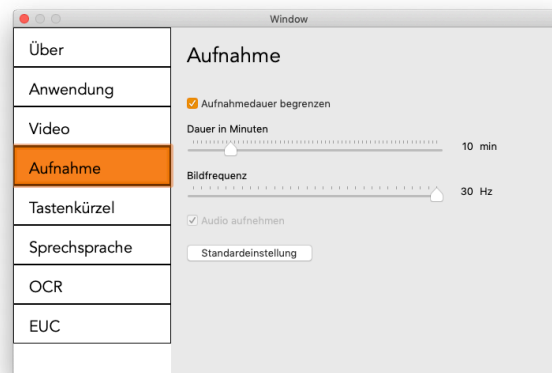 Window
Über
Anwendung
Video
Aufnahme
Tastenkürzel
Sprechsprache
OCR
EUC
Aufnahme
Aufnahmedauer begrenzen
Dauer in Minuten
10 min
Bildfrequenz
30 Hz
Audio aufnehmen
Standardeinstellung